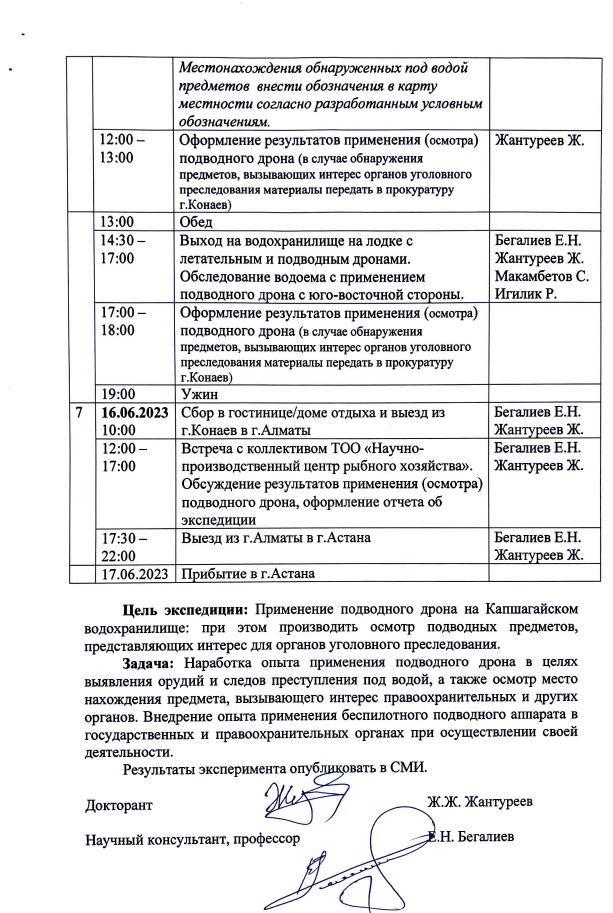 Местонахождения обнаруженных под водой
предметов внести обозначения в карту
местности согласно разработанным условным
обозначениям.
12:00 –
13:00
Оформление результатов применения (осмотра)
подводного дрона (в случае обнаружения
предметов, вызывающих интерес органов уголовного
преследования материалы передать в прокуратуру
г.Конаев)
Жантуреев Ж.
13:00
Обед
14:30 –
17:00
Выход на водохранилище на лодке с
летательным и подводным дронами.
Обследование водоема с применением
подводного дрона с юго-восточной стороны.
Бегалиев Е.Н.
Жантуреев Ж.
Макамбетов С.
Игилик Р.
17:00 –
18:00
Оформление результатов применения (осмотра)
подводного дрона (в случае обнаружения
предметов, вызывающих интерес органов уголовного
преследования материалы передать в прокуратуру
г.Конаев)
19:00
Ужин
7
16.06.2023
10:00
Сбор в гостинице/доме отдыха и выезд из
г.Конаев в г.Алматы
Бегалиев Е.Н.
Жантуреев Ж.
12:00 –
17:00
Встреча с коллективом ТОО «Научно-
производственный центр рыбного хозяйства».
Обсуждение результатов применения (осмотра)
подводного дрона, оформление отчета об
экспедиции
Бегалиев Е.Н.
Жантуреев Ж.
17:30 –
22:00
Выезд из г.Алматы в г.Астана
Бегалиев Е.Н.
Жантуреев Ж.
17.06.2023
Прибытие в г.Астана
Цель экспедиции: Применение подводного дрона на Капшагайском
водохранилище: при этом производить осмотр подводных предметов,
представляющих интерес для органов уголовного преследования.
Задача: Наработка опыта применения подводного дрона в целях
выявления орудий и следов преступления под водой, а также осмотр место
нахождения предмета, вызывающего интерес правоохранительных и других
органов. Внедрение опыта применения беспилотного подводного аппарата в
государственных и правоохранительных органах при осуществлении своей
деятельности.
Результаты эксперимента опубликовать в СМИ.
Докторант
Ж.Ж. Жантуреев
Научный консультант, профессор
Е.Н. Бегалиев